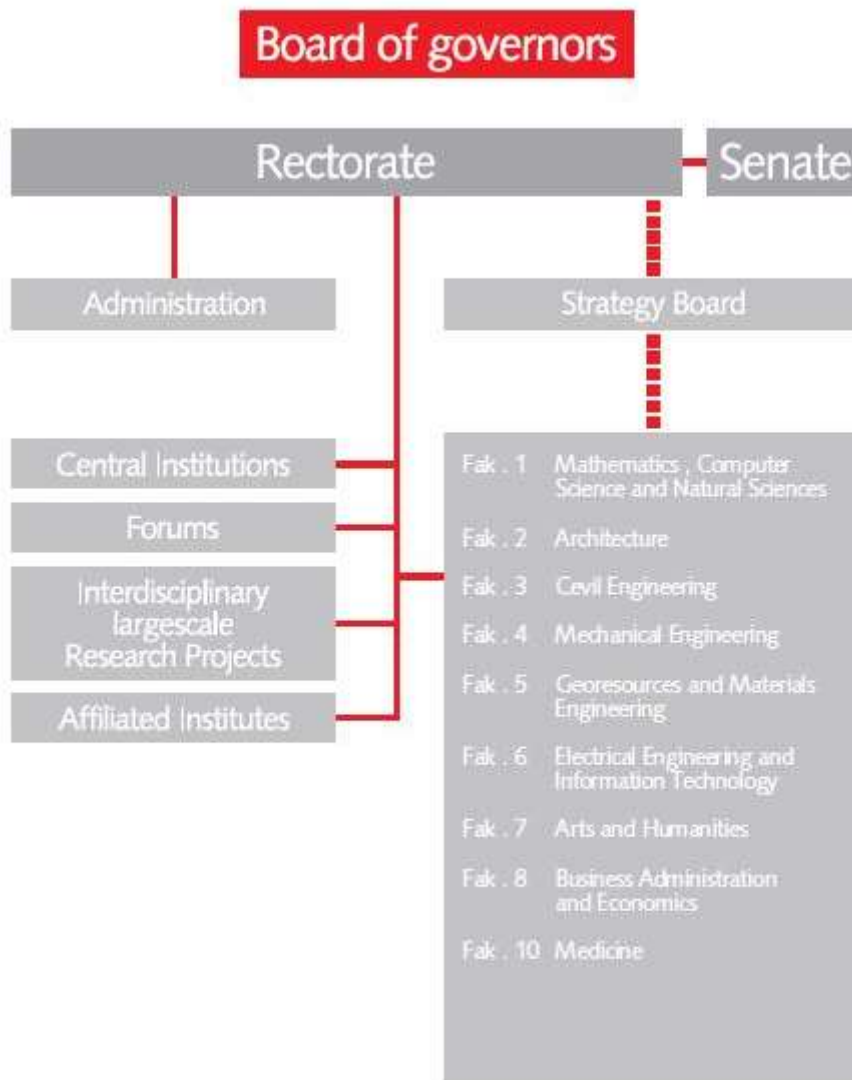 Board of governors
Rectorate
Senate
Administration
Strategy Board
Central Institutions
Forums
Interdisciplinary
largescale
Research Projects
Affiliated Institutes
Fak . 1 Mathematics , Computer
Science and Natural Sciences
Fak . 2 Architecture
Fak . 3 Cevil Engineering
Fak . 4 Mechanical Engineering
Fak . 5 Georesources and Materials
Engineering
Fak . 6 Electrical Engineering and
Information Technology
Fak . 7 Arts and Humanities
Fak . 8 Business Administration
and Economics
Fak . 10 Medicine